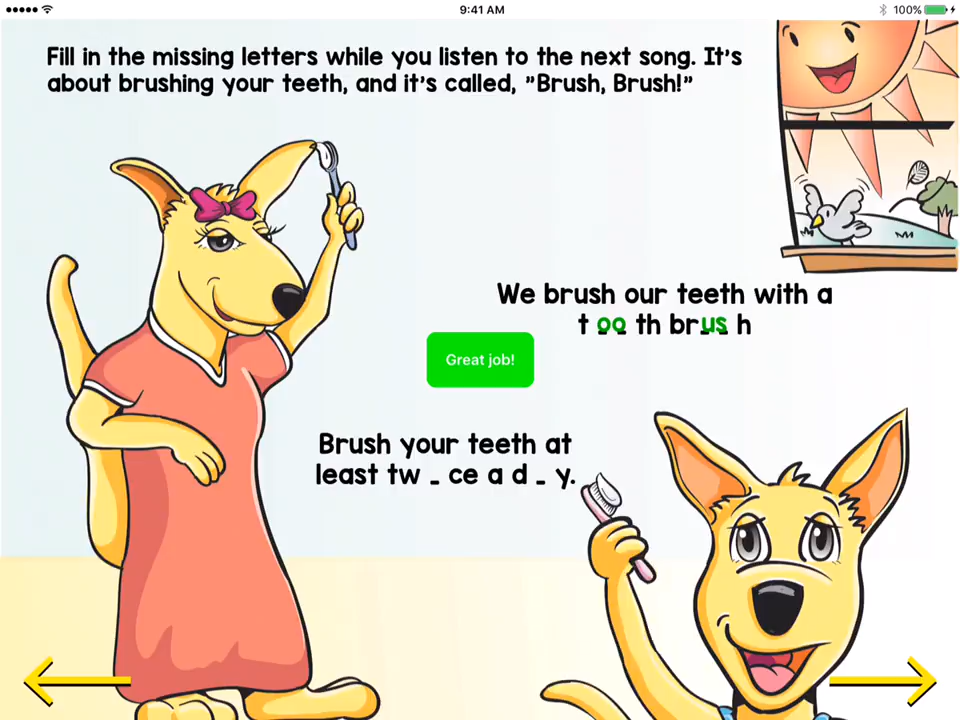 9:41 AM
100%
Fill in the missing letters while you listen to the next song. It's
about brushing your teeth, and it's called, "Brush, Brush!"
We brush our teeth with a
t oo th brus h
Great job!
Brush your teeth at
least tw _ ce a d _ y.